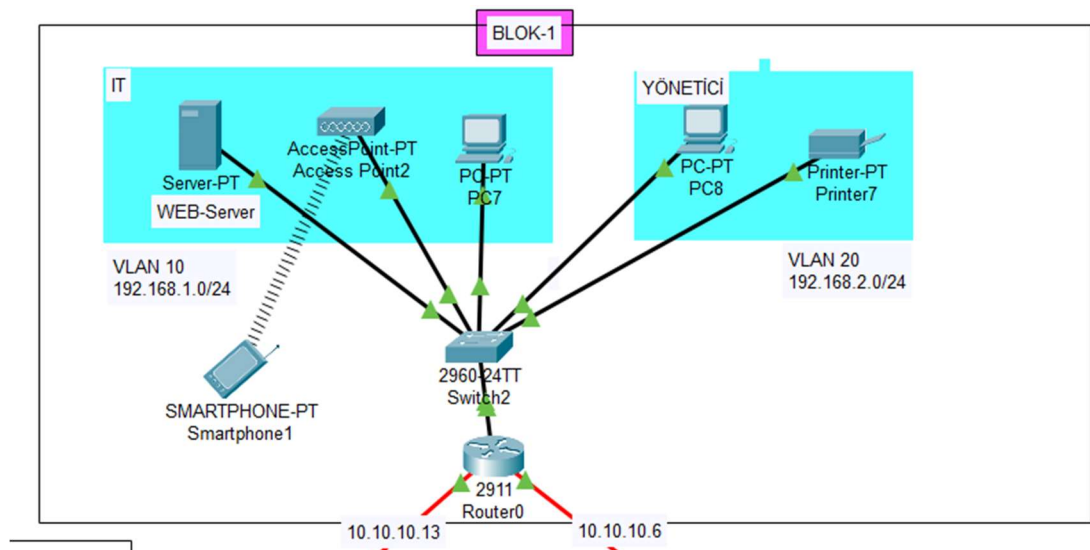 BLOK-1
IT
YÖNETİCİ
Server-PT
WEB-Server
AccessPoint-PT
Access Point2
PC-PT
PC7
PC-PT
PC8
Printer-PT
Printer7
VLAN 10
192.168.1.0/24
VLAN 20
192.168.2.0/24
SMARTPHONE-PT
Smartphone1
2960-24TT
Switch2
2911
Router0
10.10.10.13
10.10.10.6